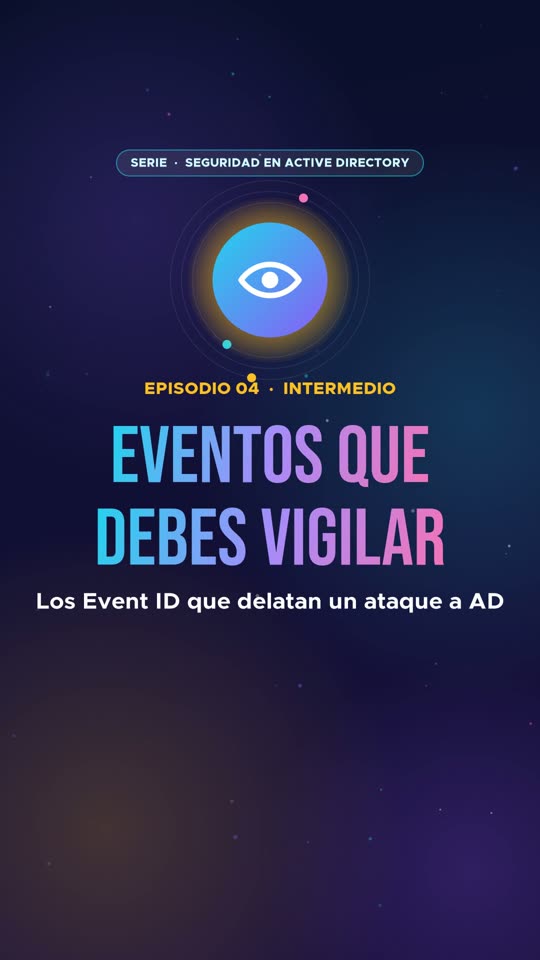 SERIE · SEGURIDAD EN ACTIVE DIRECTORY
EPISODIO 04 · INTERMEDIO
EVENTOS QUE
DEBES VIGILAR
Los Event ID que delatan un ataque a AD